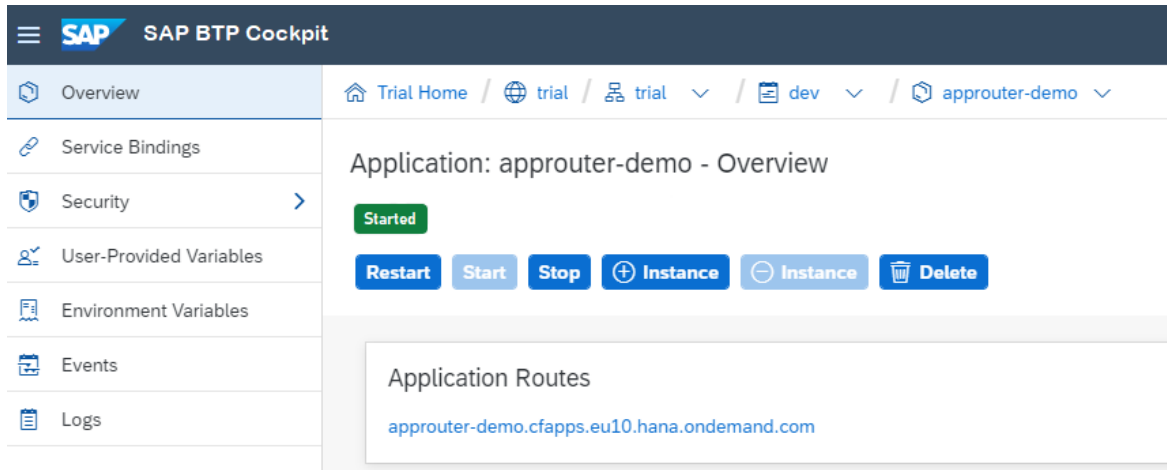 SAP SAP BTP Cockpit
Overview
Service Bindings
Security
User-Provided Variables
Environment Variables
Events
Logs
Trial Home / trial / trial / dev / approuter-demo
Application: approuter-demo - Overview
Started
Restart Start Stop Instance Instance Delete
Application Routes
approuter-demo.cfapps.eu10.hana.ondemand.com